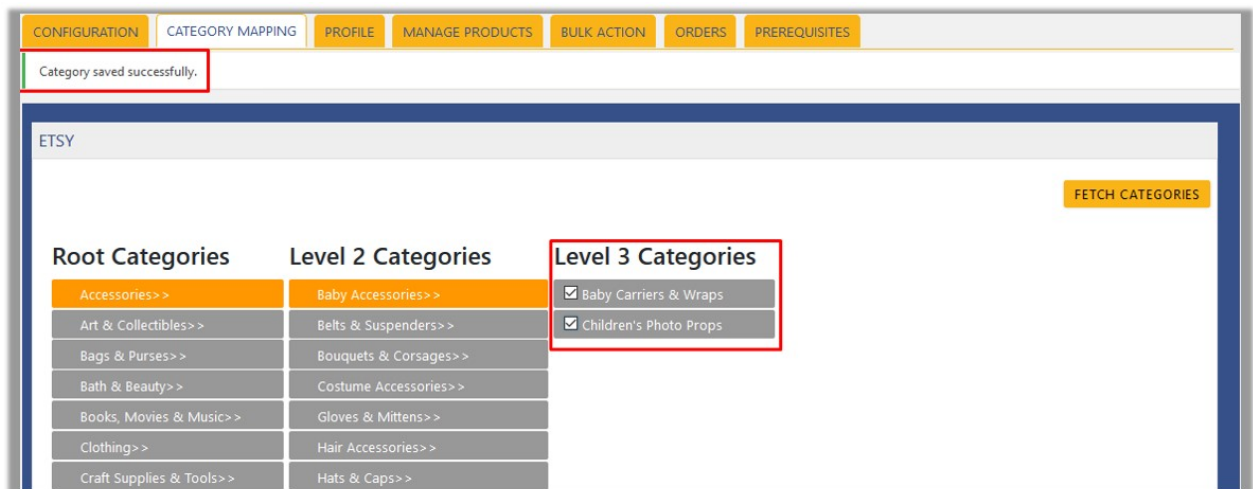 CONFIGURATION CATEGORY MAPPING PROFILE MANAGE PRODUCTS BULK ACTION ORDERS PREREQUISITES
Category saved successfully.
ETSY
FETCH CATEGORIES
Root Categories Level 2 Categories Level 3 Categories
Accessories>> Baby Accessories>> Baby Carriers & Wraps
Art & Collectibles>> Belts & Suspenders>> Children's Photo Props
Bags & Purses>> Bouquets & Corsages>>
Bath & Beauty>> Costume Accessories>>
Books, Movies & Music>> Gloves & Mittens>>
Clothing>> Hair Accessories>>
Craft Supplies & Tools>> Hats & Caps>>